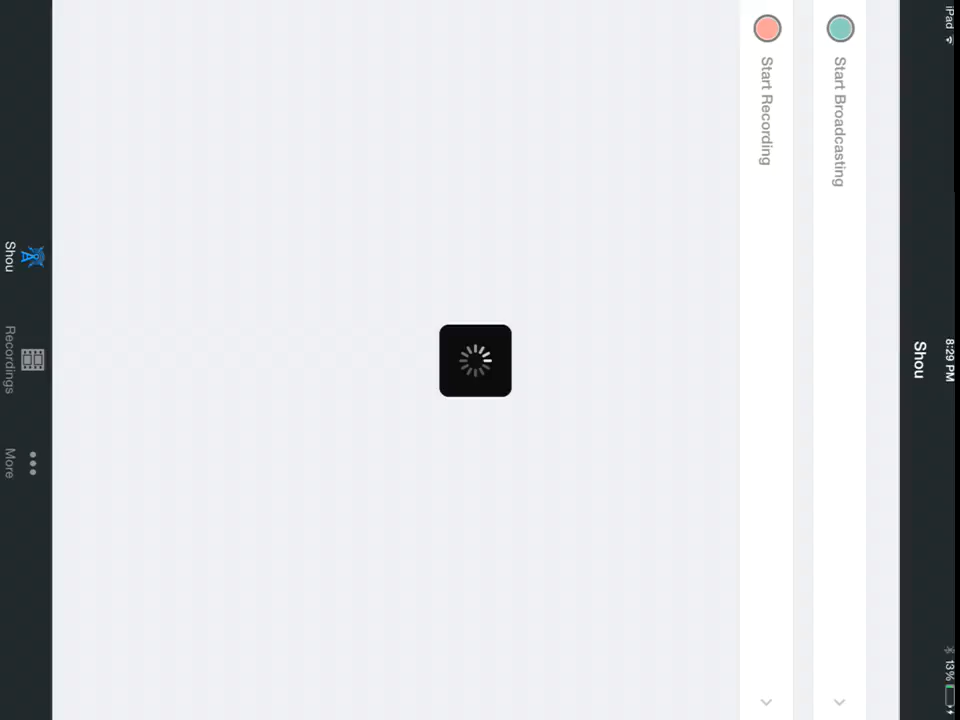 iPad
8:29 PM
13%
Shou
Start Broadcasting
Start Recording
Shou
Recordings
More